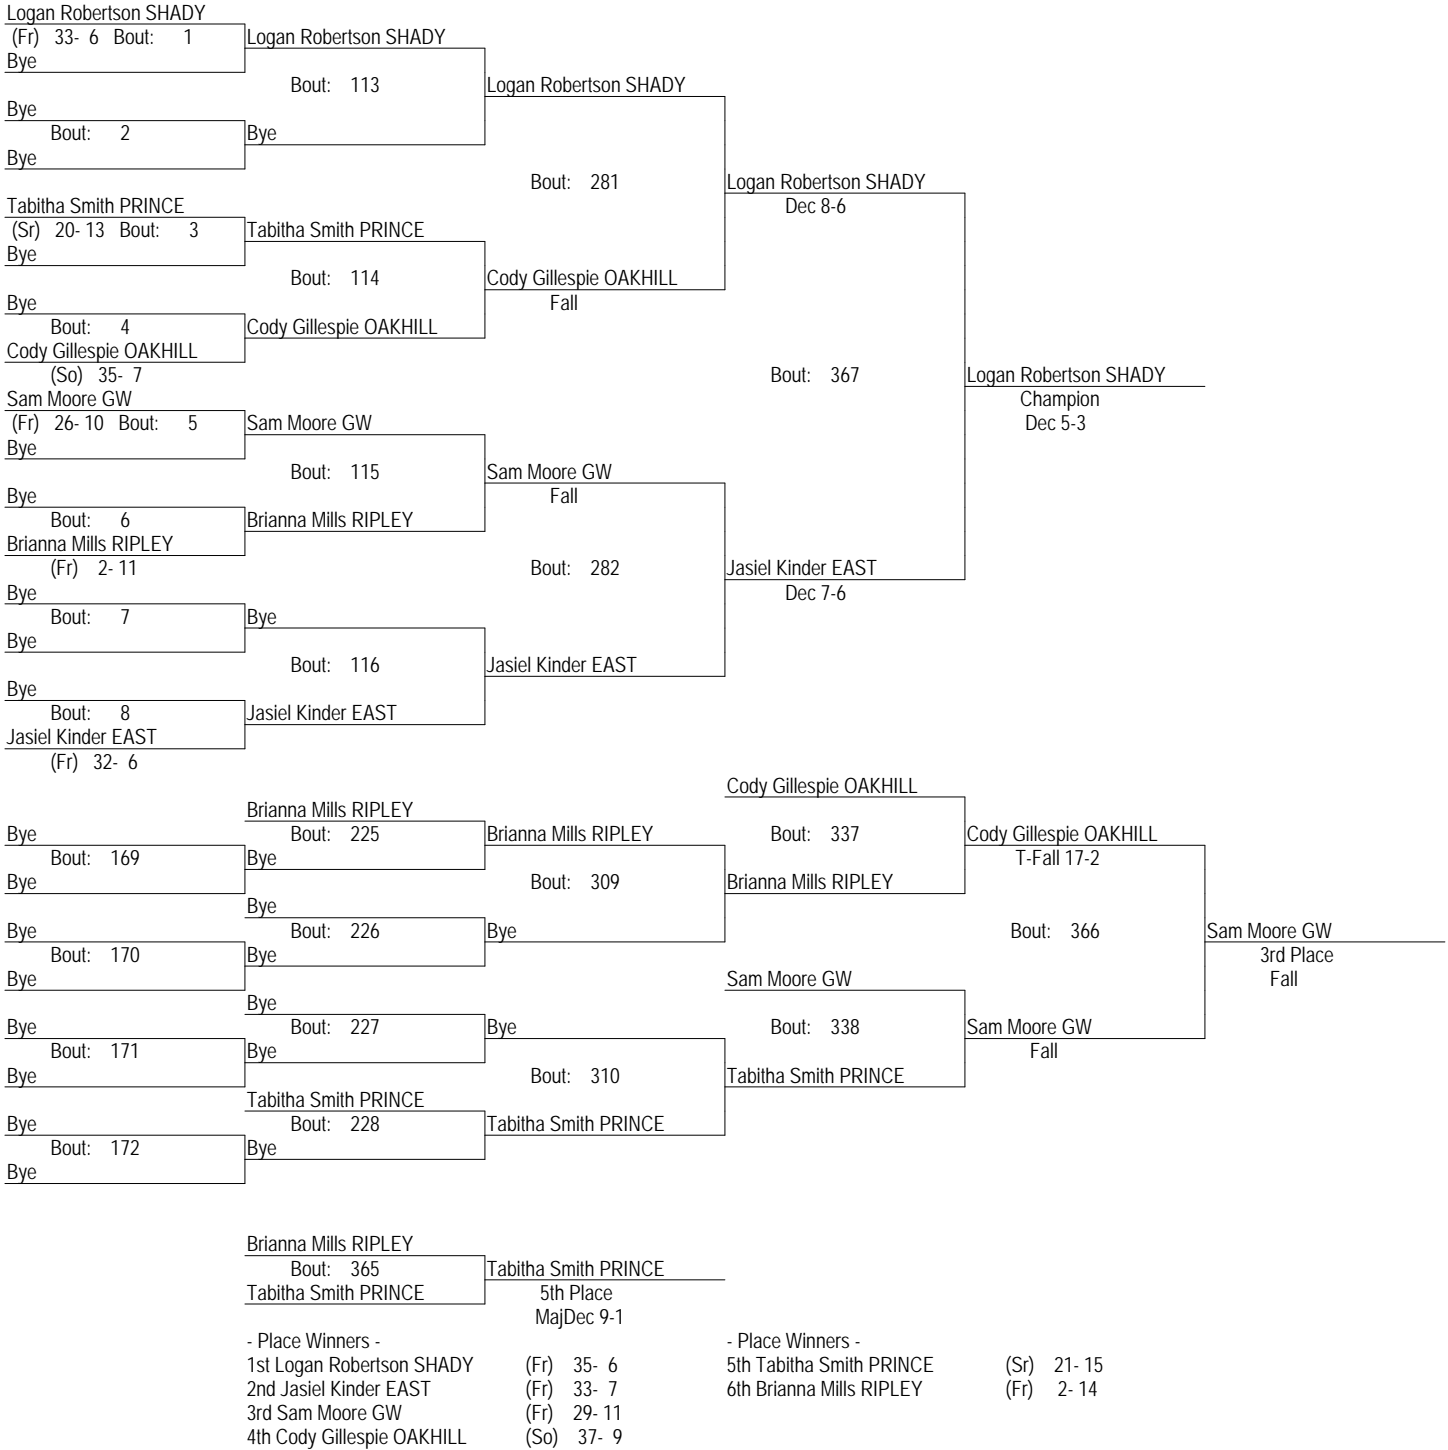 Logan Robertson SHADY
(Fr) 33- 6 Bout: 1 Logan Robertson SHADY
Bye
Bout: 113 Logan Robertson SHADY
Bye
Bout: 2 Bye
Bye
Bout: 281 Logan Robertson SHADY
Dec 8-6
Tabitha Smith PRINCE
(Sr) 20- 13 Bout: 3 Tabitha Smith PRINCE
Bye
Bout: 114 Cody Gillespie OAKHILL
Bye Fall
Bout: 4 Cody Gillespie OAKHILL
Cody Gillespie OAKHILL
(So) 35- 7 Bout: 367 Logan Robertson SHADY
Sam Moore GW Champion
(Fr) 26- 10 Bout: 5 Sam Moore GW Dec 5-3
Bye
Bout: 115 Sam Moore GW
Bye Fall
Bout: 6 Brianna Mills RIPLEY
Brianna Mills RIPLEY
(Fr) 2- 11 Bout: 282 Jasiel Kinder EAST
Bye Dec 7-6
Bout: 7 Bye
Bye
Bout: 116 Jasiel Kinder EAST
Bye
Bout: 8 Jasiel Kinder EAST
Jasiel Kinder EAST
(Fr) 32- 6
Cody Gillespie OAKHILL
Brianna Mills RIPLEY
Bye Bout: 225 Brianna Mills RIPLEY Bout: 337 Cody Gillespie OAKHILL
Bout: 169 Bye T-Fall 17-2
Bye Bout: 309 Brianna Mills RIPLEY
Bye
Bye Bout: 226 Bye Bout: 366 Sam Moore GW
Bout: 170 Bye 3rd Place
Bye Sam Moore GW Fall
Bye
Bye Bout: 227 Bye Bout: 338 Sam Moore GW
Bout: 171 Bye Fall
Bye Bout: 310 Tabitha Smith PRINCE
Tabitha Smith PRINCE
Bye Bout: 228 Tabitha Smith PRINCE
Bout: 172 Bye
Bye
Brianna Mills RIPLEY
Bout: 365 Tabitha Smith PRINCE
Tabitha Smith PRINCE 5th Place
MajDec 9-1
- Place Winners - - Place Winners -
1st Logan Robertson SHADY (Fr) 35- 6 5th Tabitha Smith PRINCE (Sr) 21- 15
2nd Jasiel Kinder EAST (Fr) 33- 7 6th Brianna Mills RIPLEY (Fr) 2- 14
3rd Sam Moore GW (Fr) 29- 11
4th Cody Gillespie OAKHILL (So) 37- 9